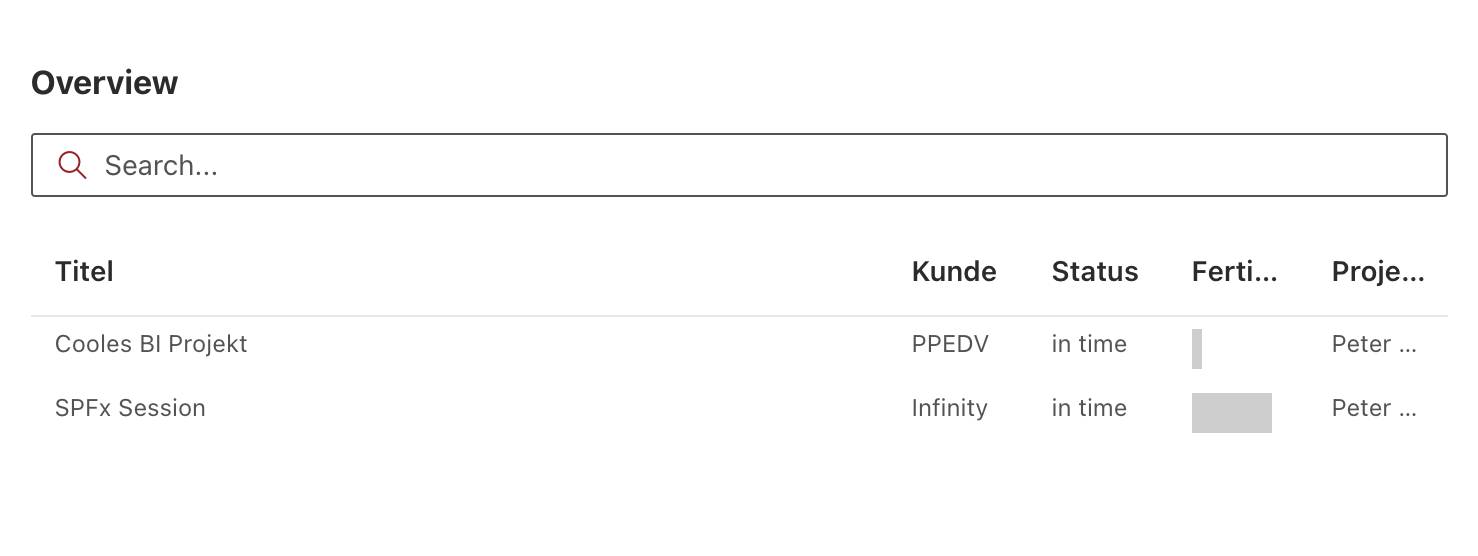 Overview
Search...
Titel Kunde Status Ferti... Proje...
Cooles BI Projekt PPEDV in time Peter ...
SPFx Session Infinity in time Peter ...